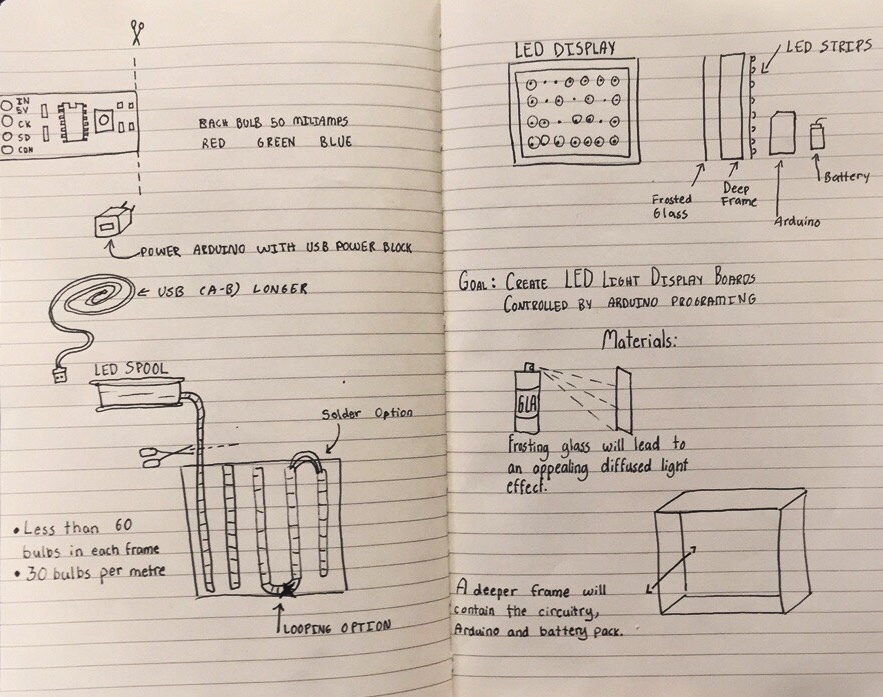 IN
5V
CK
SD
CON
BACH BULB 50 MILIAMPS
RED GREEN BLUE
POWER ARDUINO WITH USB POWER BLOCK
USB (A-B) LONGER
LED SPOOL
Solder Option
• Less than 60
bulbs in each frame
• 30 bulbs per metre
LOOPING OPTION
LED DISPLAY
LED STRIPS
Frosted
Glass
Deep
Frame
Arduino
Battery
GOAL: CREATE LED LIGHT DISPLAY BOARDS
CONTROLLED BY ARDUINO PROGRAMING
Materials:
GLA
Frosting glass will lead to
an appealing diffused light
effect.
A deeper frame will
contain the circuitry,
Arduino and battery pack.